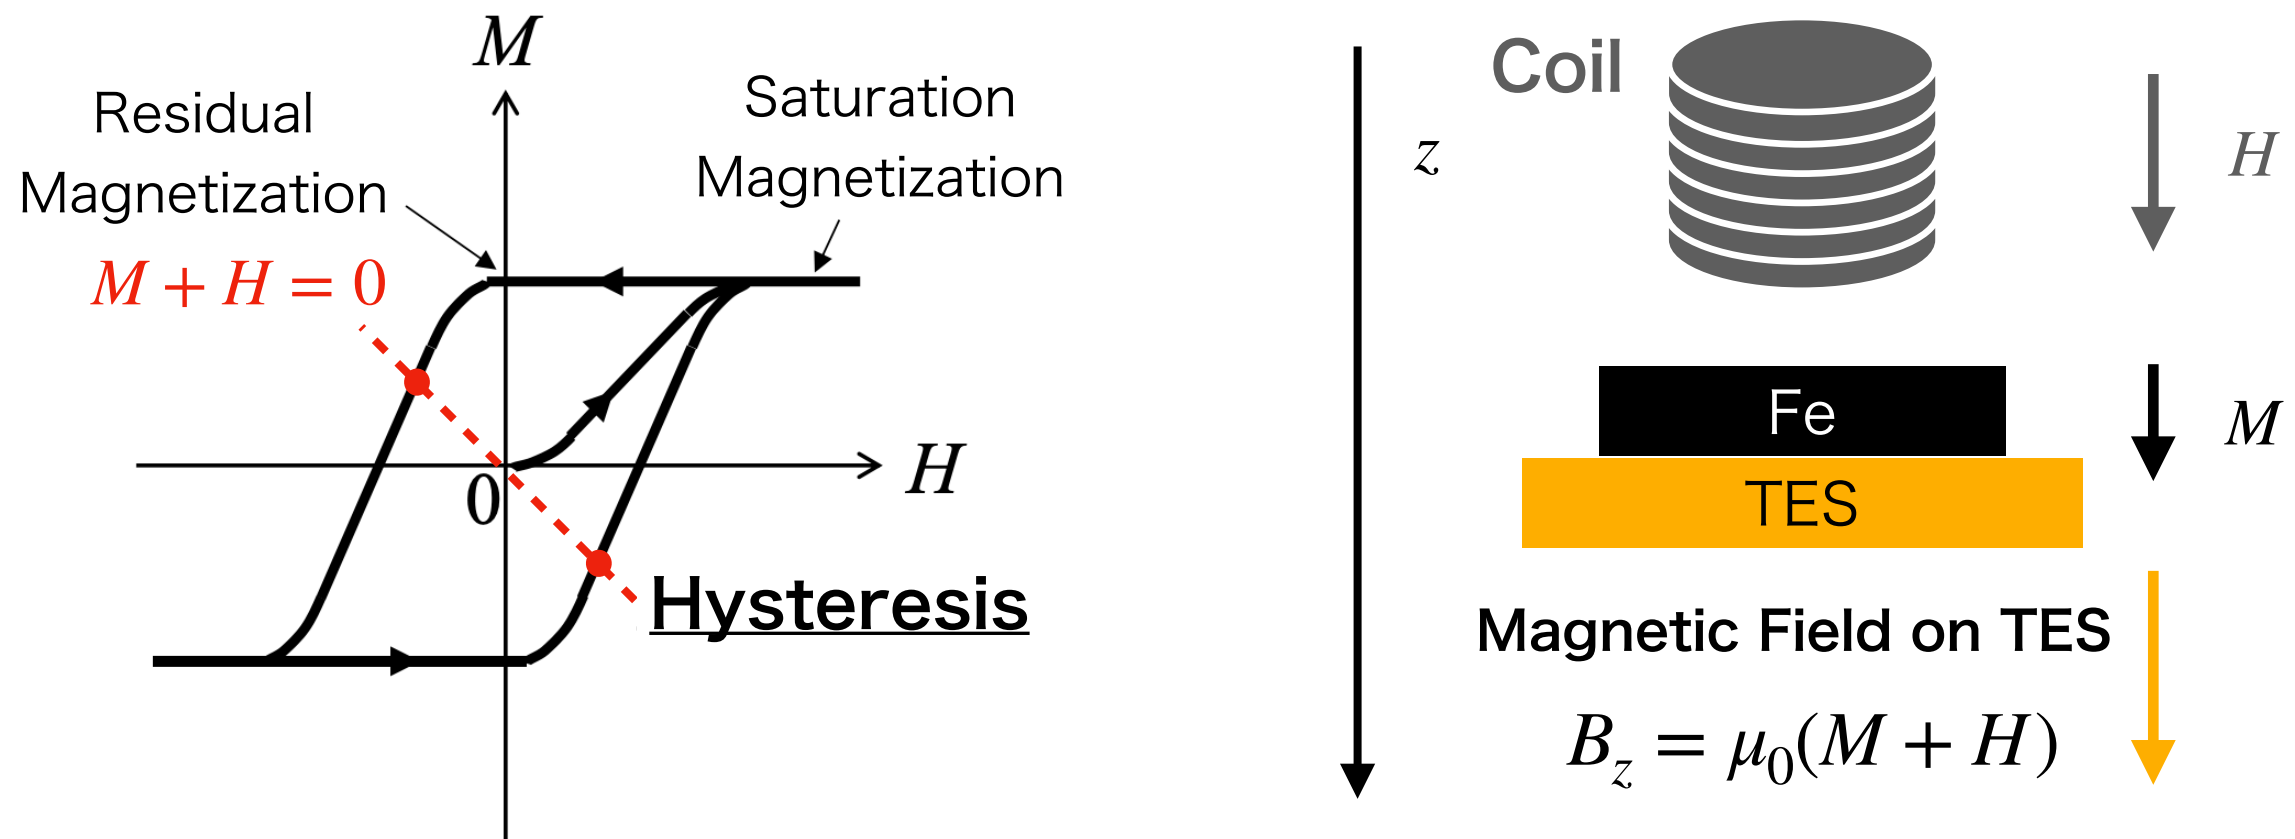 M
Residual
Magnetization
Saturation
Magnetization
M + H = 0
0
H
Hysteresis
z
Coil
H
Fe
M
TES
Magnetic Field on TES
B_z = μ_0(M + H)